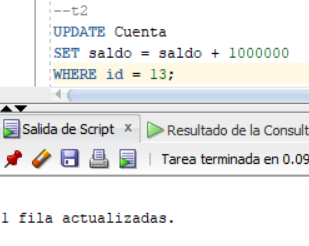 --t2
UPDATE Cuenta
SET saldo = saldo + 1000000
WHERE id = 13;
Salida de Script
Resultado de la Consult
Tarea terminada en 0.09
1 fila actualizadas.